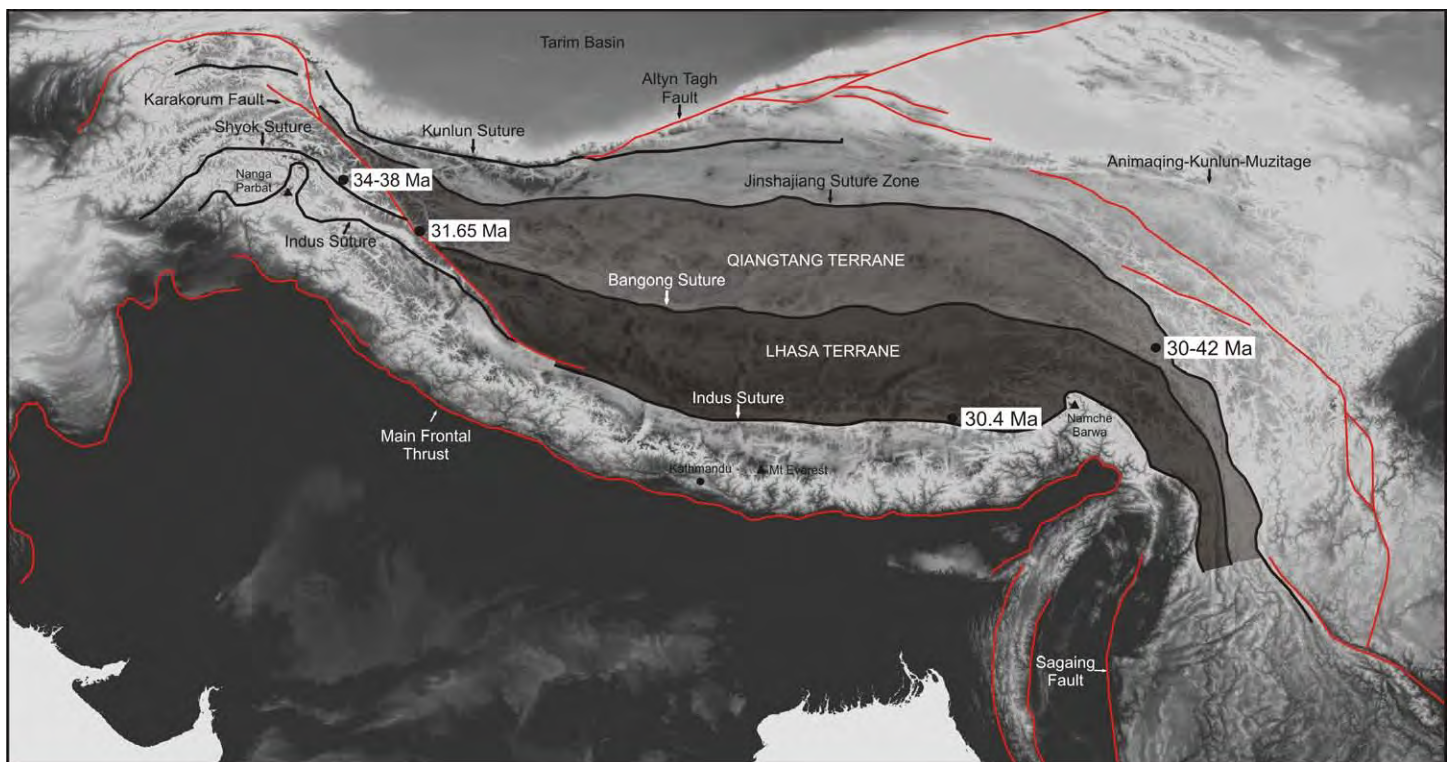 Tarim Basin
Altyn Tagh
Fault
Karakorum Fault
Shyok Suture
Kunlun Suture
Animaqing-Kunlun-Muzitage
Nanga
Parbat
34-38 Ma
Jinshajiang Suture Zone
31.65 Ma
Indus Suture
QIANGTANG TERRANE
Bangong Suture
30-42 Ma
LHASA TERRANE
Indus Suture
30.4 Ma
Namche
Barwa
Main Frontal
Thrust
Kathmandu
Mt Everest
Sagaing
Fault